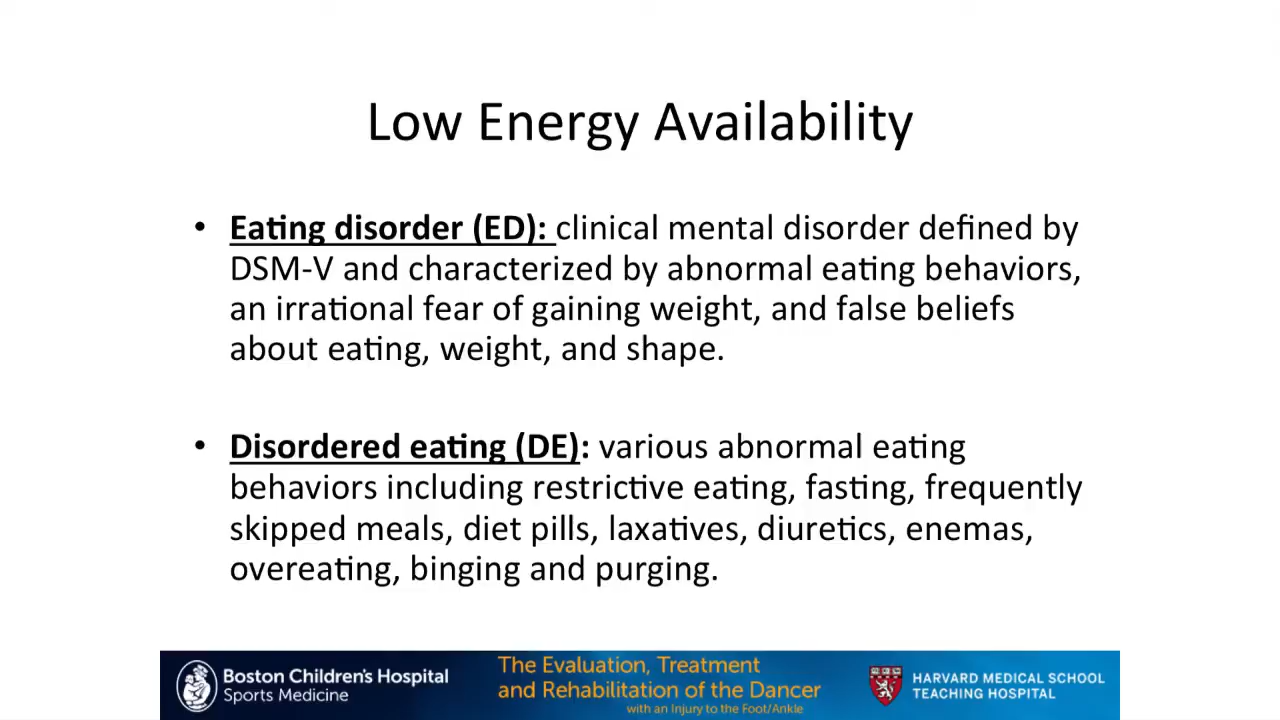 Low Energy Availability
• Eating disorder (ED): clinical mental disorder defined by
DSM-V and characterized by abnormal eating behaviors,
an irrational fear of gaining weight, and false beliefs
about eating, weight, and shape.
• Disordered eating (DE): various abnormal eating
behaviors including restrictive eating, fasting, frequently
skipped meals, diet pills, laxatives, diuretics, enemas,
overeating, binging and purging.
Boston Children's Hospital
Sports Medicine
The Evaluation, Treatment
and Rehabilitation of the Dancer
with an Injury to the Foot/Ankle
HARVARD MEDICAL SCHOOL
TEACHING HOSPITAL